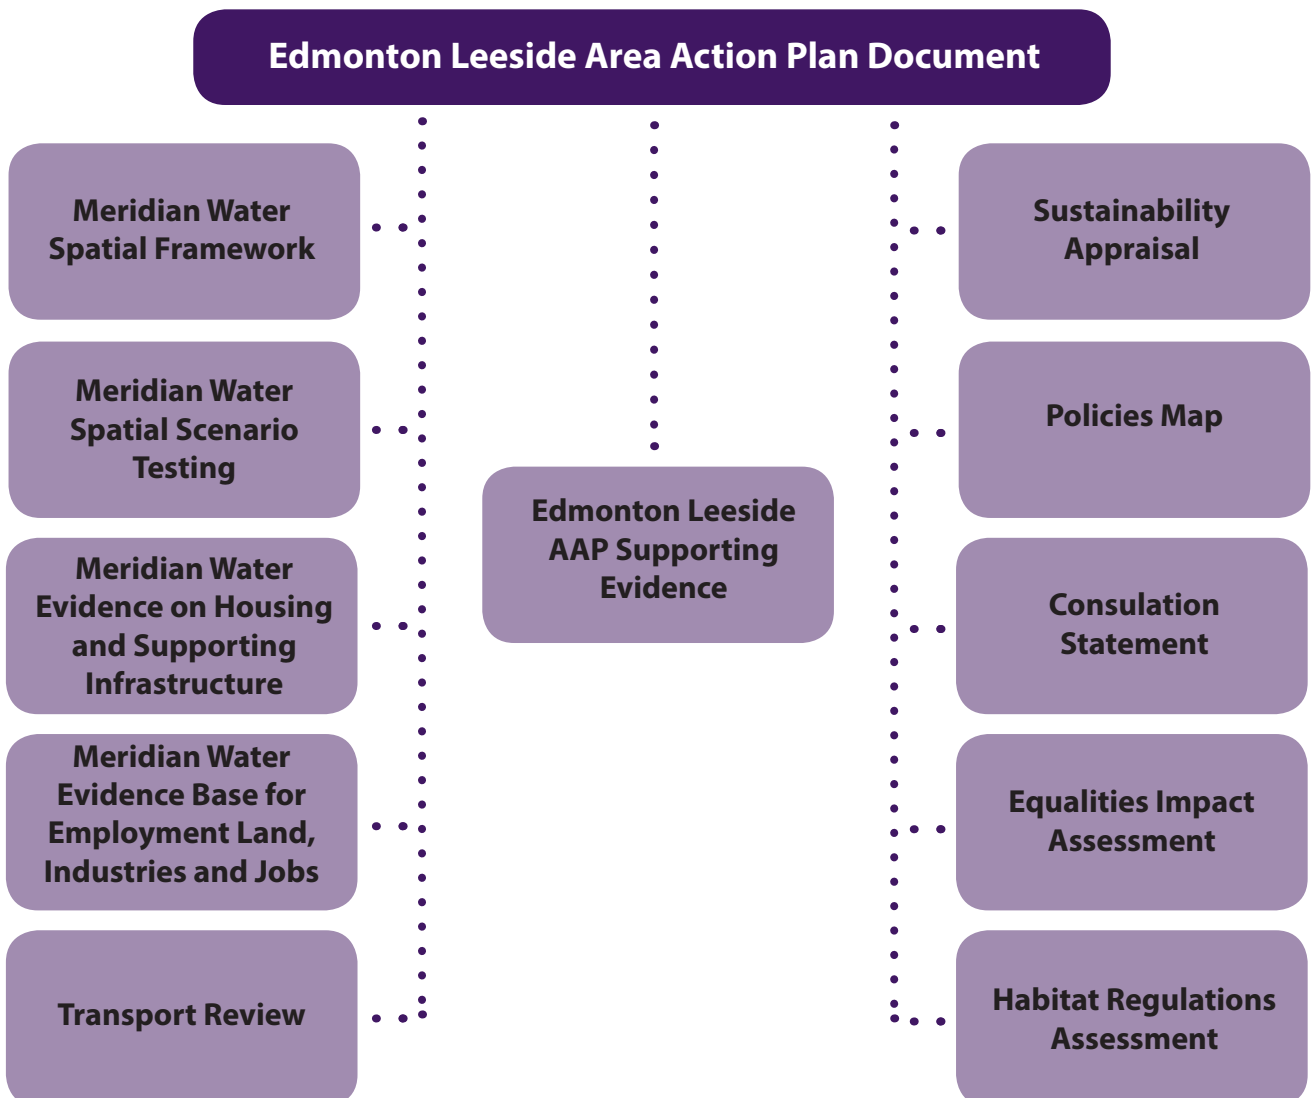 Edmonton Leeside Area Action Plan Document
Meridian Water
Spatial Framework
Meridian Water
Spatial Scenario
Testing
Meridian Water
Evidence on Housing
and Supporting
Infrastructure
Meridian Water
Evidence Base for
Employment Land,
Industries and Jobs
Transport Review
Edmonton Leeside
AAP Supporting
Evidence
Sustainability
Appraisal
Policies Map
Consulation
Statement
Equalities Impact
Assessment
Habitat Regulations
Assessment